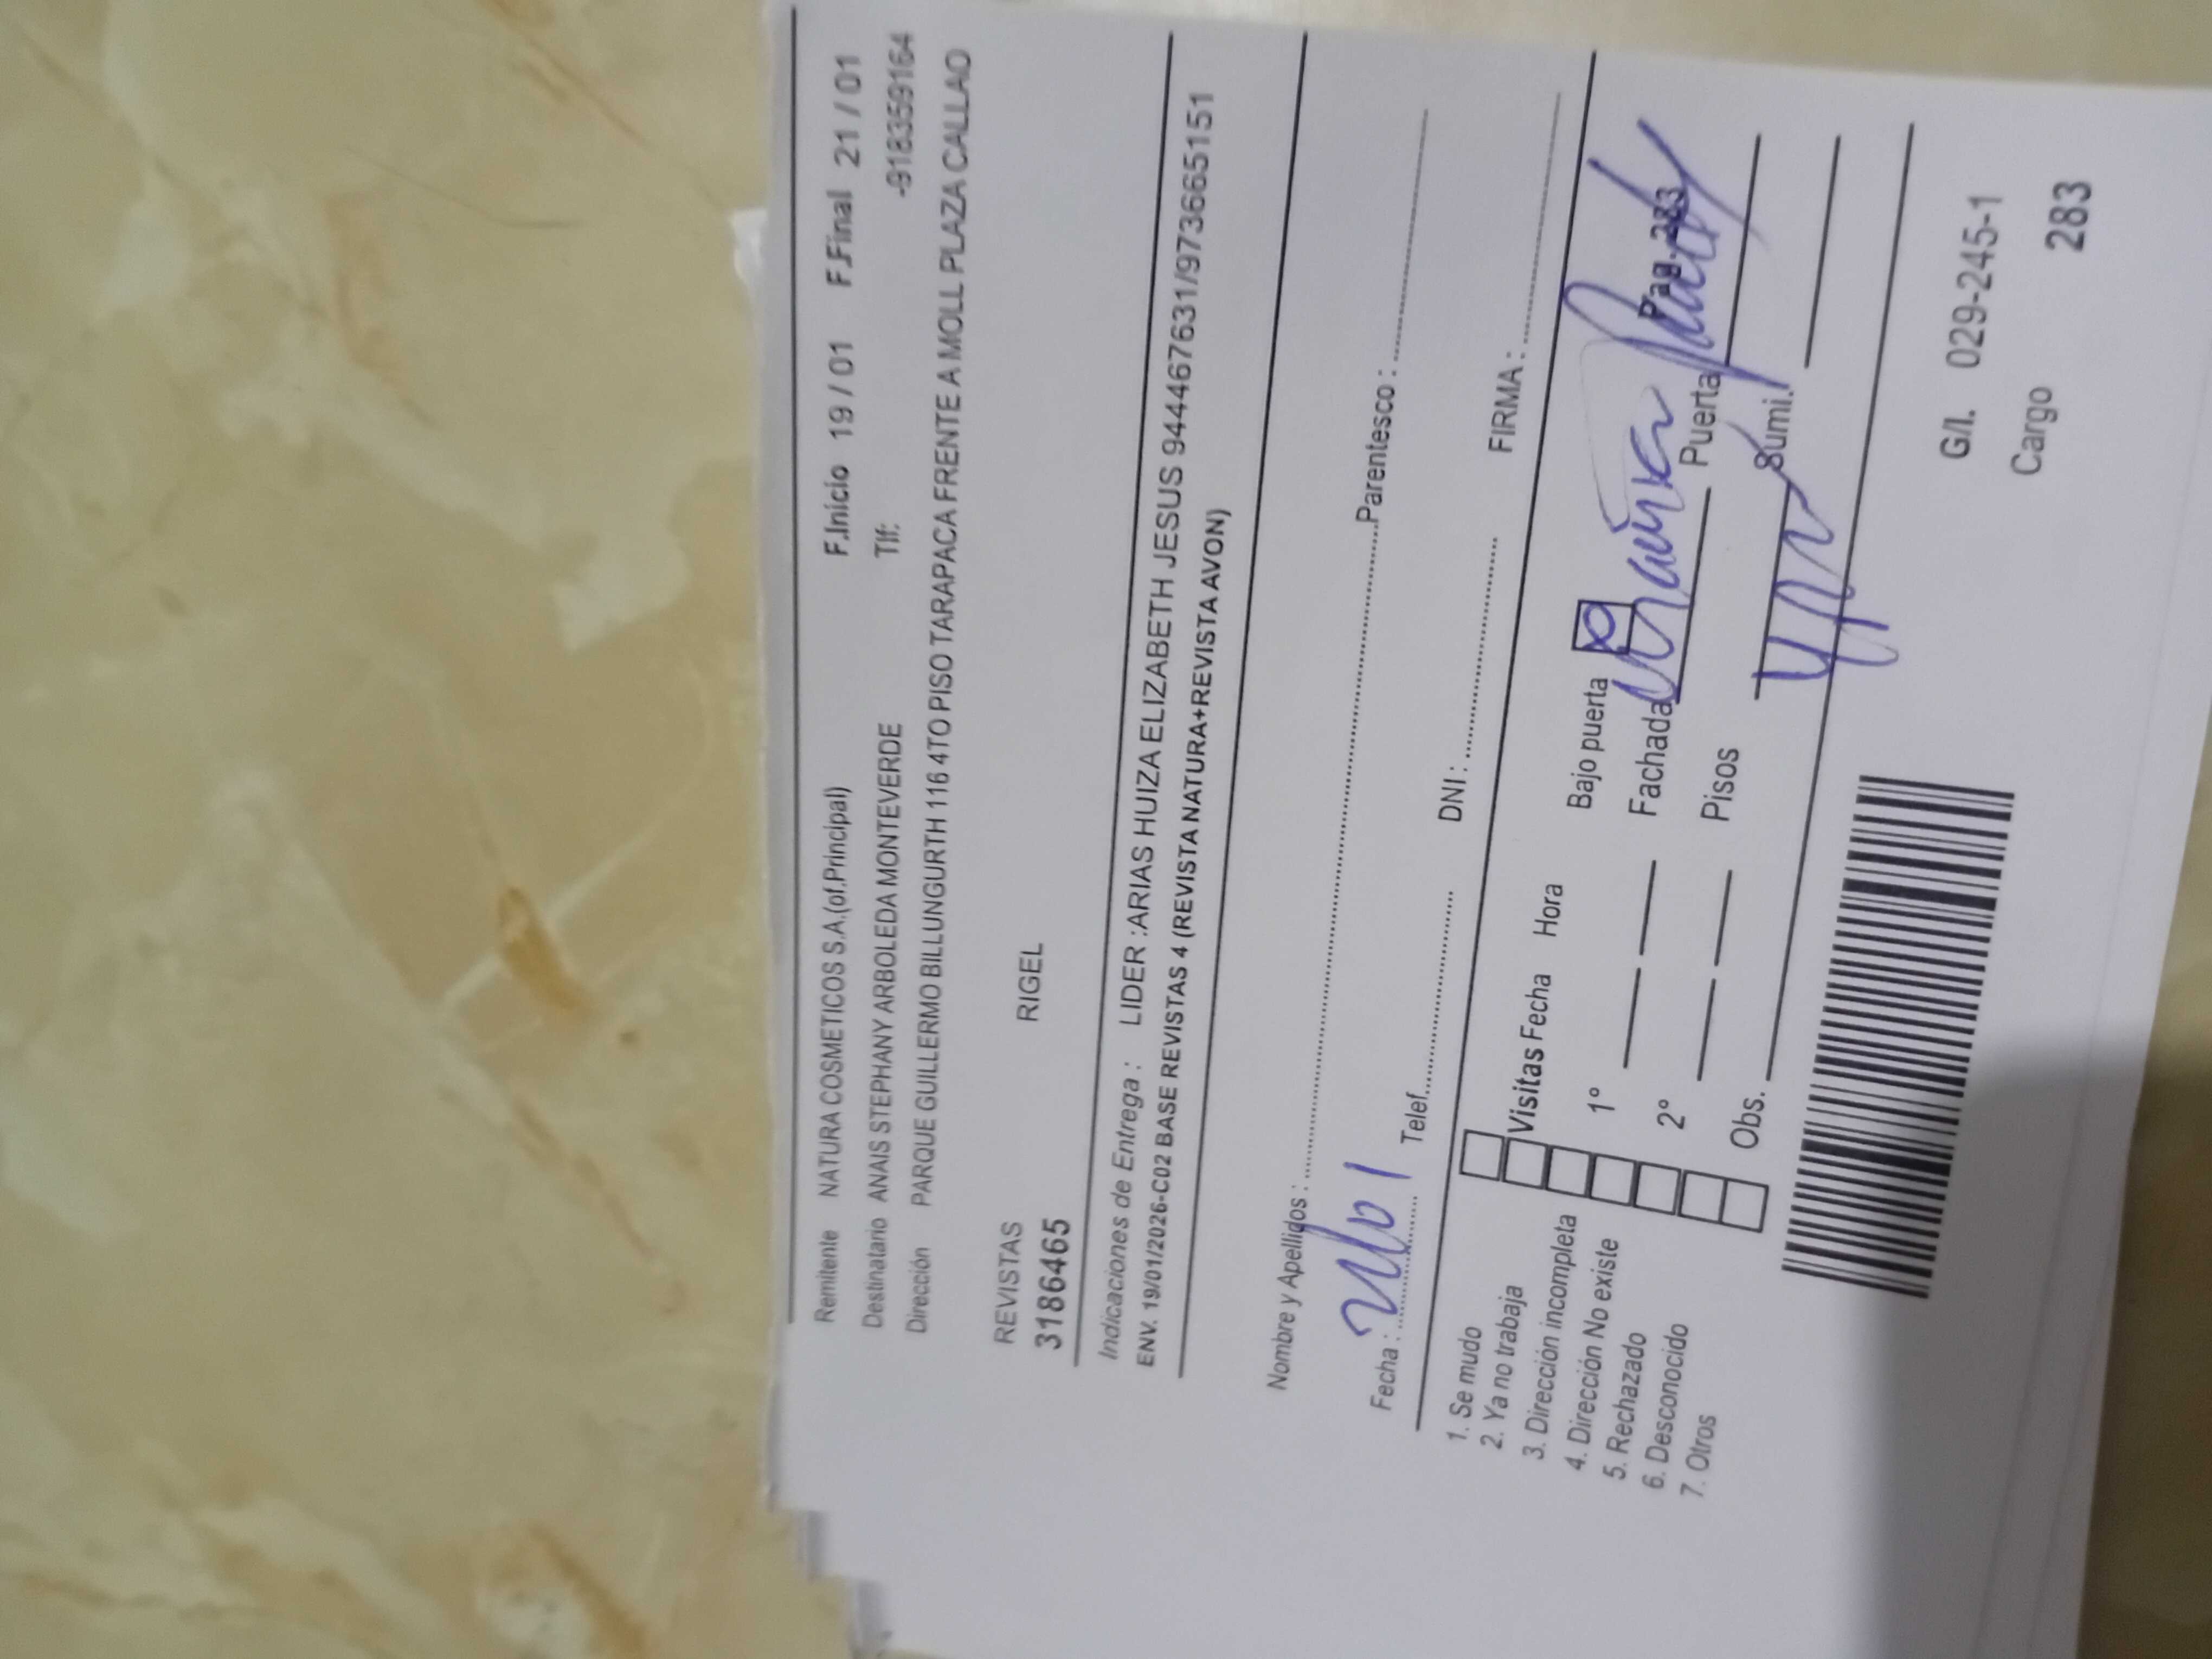 Remitente NATURA COSMETICOS S.A.(of.Principal) F.Inicio 19 / 01 F.Final 21 / 01
Destinatario ANAIS STEPHANY ARBOLEDA MONTEVERDE Tlf: -918359164
Dirección PARQUE GUILLERMO BILLUNGURTH 116 4TO PISO TARAPACA FRENTE A MOLL PLAZA CALLAO
REVISTAS RIGEL
3186465
Indicaciones de Entrega : LIDER :ARIAS HUIZA ELIZABETH JESUS 944467631/973665151
ENV. 19/01/2026-C02 BASE REVISTAS 4 (REVISTA NATURA+REVISTA AVON)
Nombre y Apellidos : Parentesco :
Fecha : Telef. DNI : FIRMA :
1. Se mudo
2. Ya no trabaja
3. Dirección incompleta
4. Dirección No existe
5. Rechazado
6. Desconocido
7. Otros
Visitas Fecha Hora Bajo puerta Pag-283
1° Fachada Puerta
2° Pisos Sumi.
Obs.
G/I. 029-245-1
Cargo 283